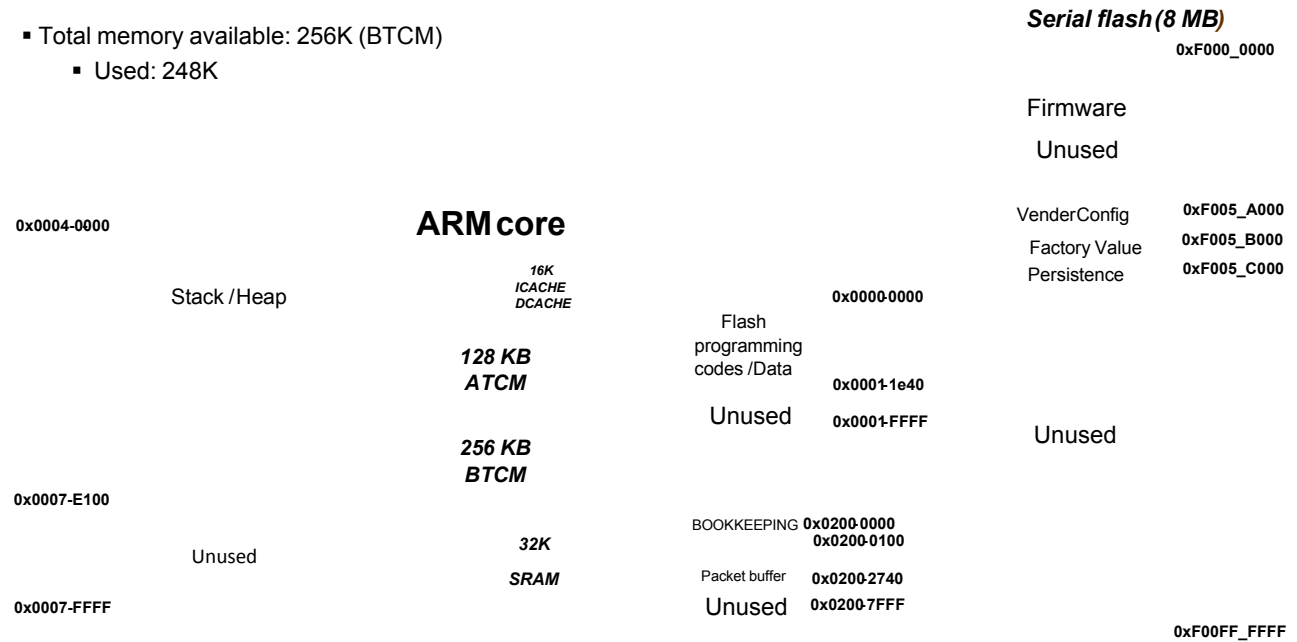 ▪ Total memory available: 256K (BTCM)
▪ Used: 248K
Serial flash (8 MB)
0xF000_0000
Firmware
Unused
VenderConfig 0xF005_A000
Factory Value 0xF005_B000
Persistence 0xF005_C000
Unused
0xF00FF_FFFF
0x0004-0000
Stack /Heap
0x0007-E100
Unused
0x0007-FFFF
ARM core
16K
ICACHE
DCACHE
128 KB
ATCM
256 KB
BTCM
32K
SRAM
0x0000-0000
Flash
programming
codes /Data
0x0001-1e40
Unused
0x0001-FFFF
BOOKKEEPING 0x0200-0000
0x0200-0100
Packet buffer 0x0200-2740
Unused 0x0200-7FFF